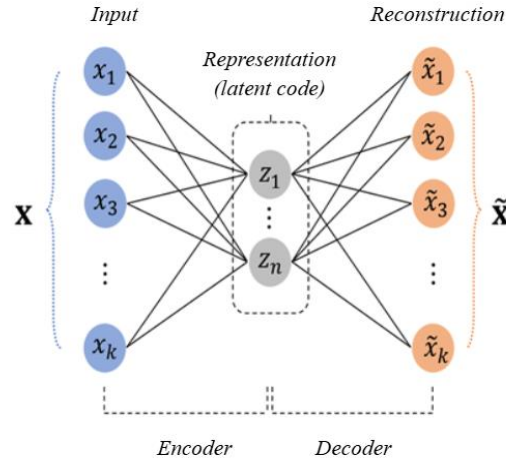 Input
Reconstruction
Representation
(latent code)
x₁
x₂
x₃
⋮
xₖ
X
z₁
⋮
zₙ
x̃₁
x̃₂
x̃₃
⋮
x̃ₖ
X̃
Encoder
Decoder